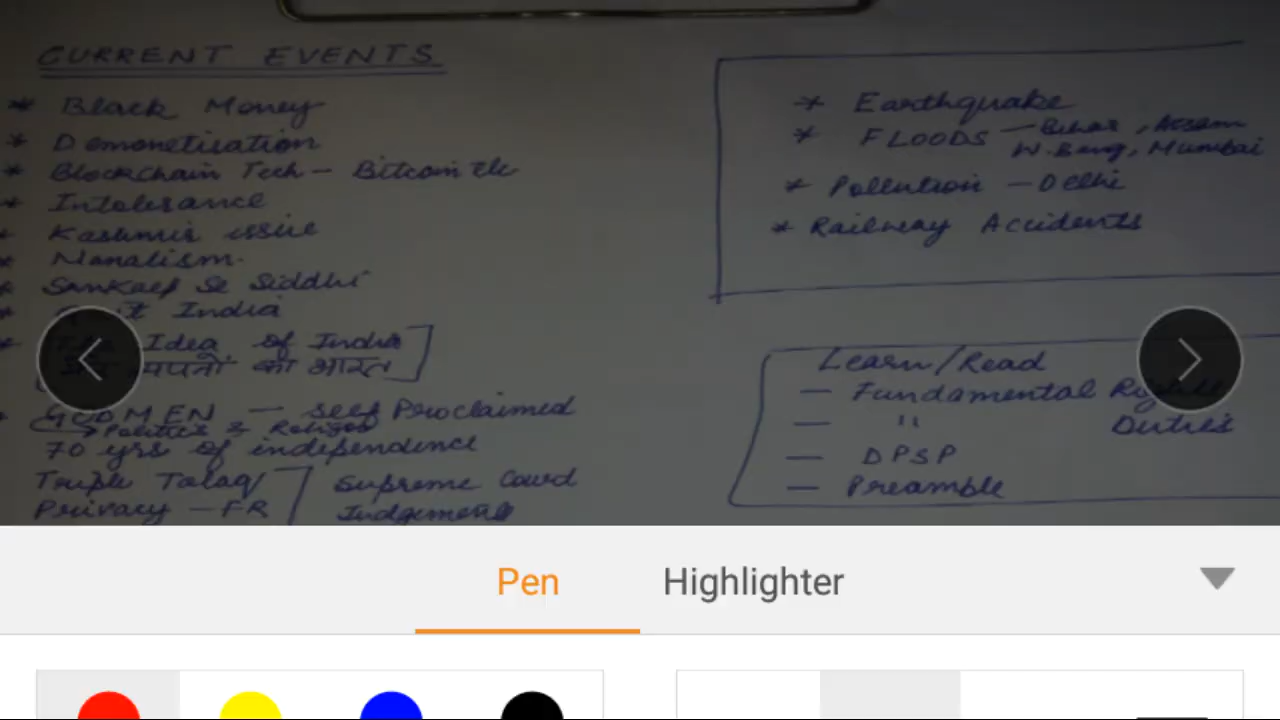 CURRENT EVENTS
* Black Money
* Demonetisation
* Blockchain Tech - Bitcoin etc
* Intolerance
* Kashmir issue
* Sankalp Se Siddhi
India
Idea of India
सपनो का भारत
GODMEN - Self Proclaimed
Politics & Religion
70 yrs of independence
Triple Talaq
Privacy - FR
Supreme Court
Judgement
* Earthquake
* FLOODS - Bihar, Assam
W. Beng, Mumbai
* Pollution - Delhi
* Railway Accidents
Learn/Read
- Fundamental Rights
- " Duties
- DPSP
- Preamble
Pen
Highlighter